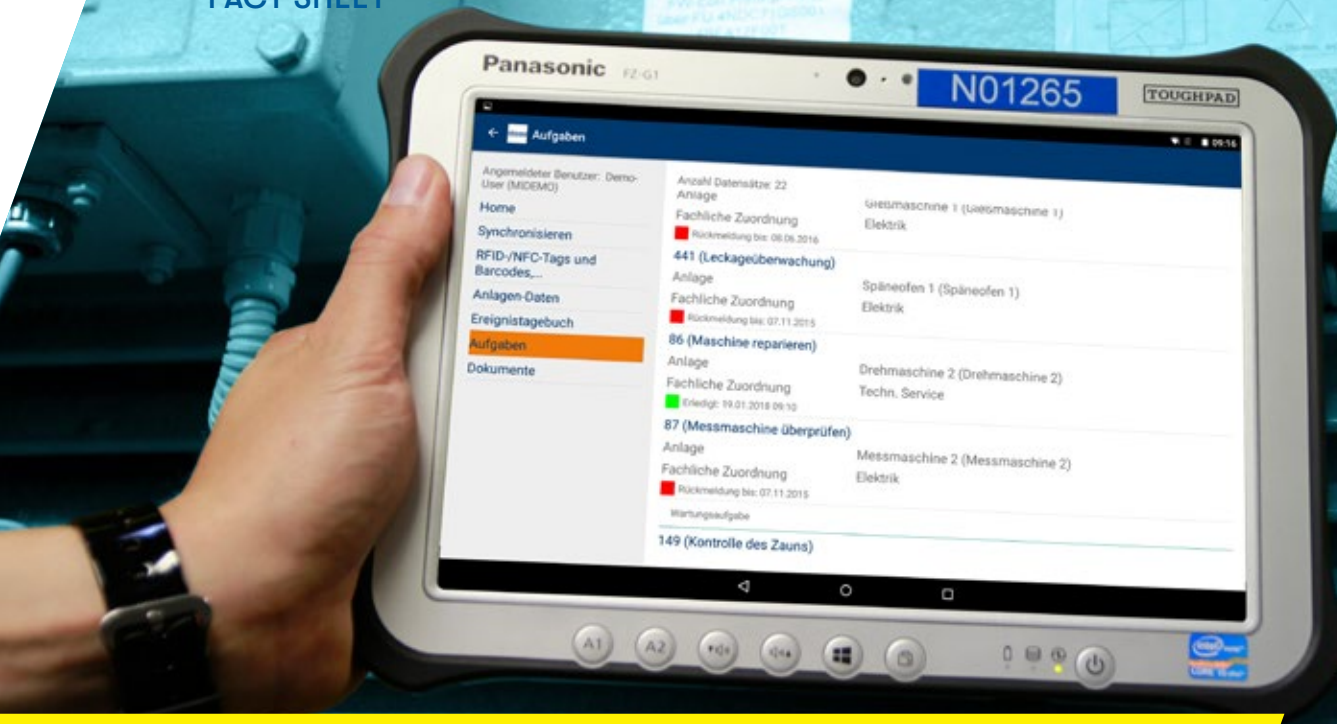 FACT SHEET
Panasonic FZ-G1
N01265
TOUGHPAD
Aufgaben
09:16
Angemeldeter Benutzer: Demo-
User (MIDEMO)
Home
Synchronisieren
RFID-/NFC-Tags und
Barcodes,...
Anlagen-Daten
Ereignistagebuch
Aufgaben
Dokumente
Anzahl Datensätze: 22
Anlage Gießmaschine 1 (Gießmaschine 1)
Fachliche Zuordnung Elektrik
Rückmeldung bis: 08.06.2016
441 (Leckageüberwachung)
Anlage Späneofen 1 (Späneofen 1)
Fachliche Zuordnung Elektrik
Rückmeldung bis: 07.11.2015
86 (Maschine reparieren)
Anlage Drehmaschine 2 (Drehmaschine 2)
Fachliche Zuordnung Techn. Service
Erledigt: 19.01.2018 09:10
87 (Messmaschine überprüfen)
Anlage Messmaschine 2 (Messmaschine 2)
Fachliche Zuordnung Elektrik
Rückmeldung bis: 07.11.2015
Wartungsaufgabe
149 (Kontrolle des Zauns)
A1 A2